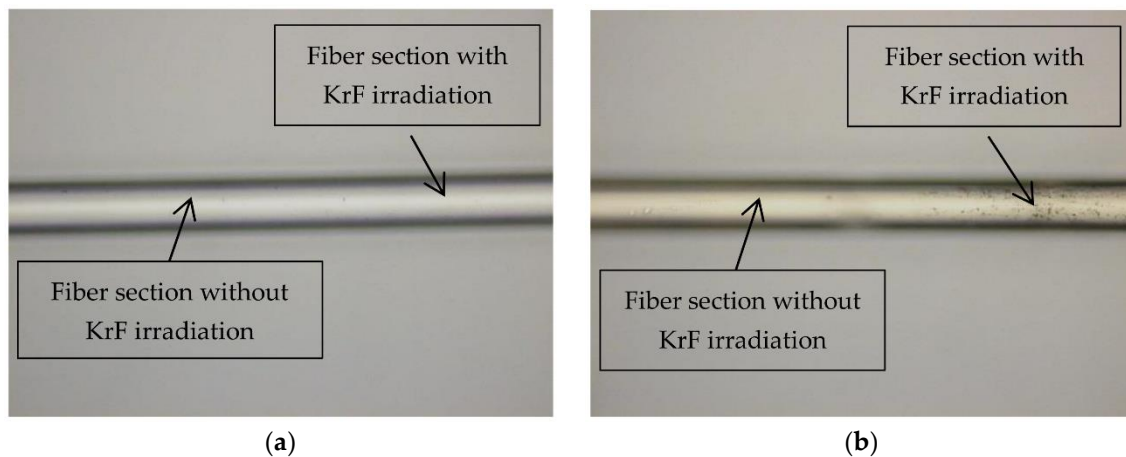 Fiber section with
KrF irradiation
Fiber section without
KrF irradiation
(a)
Fiber section with
KrF irradiation
Fiber section without
KrF irradiation
(b)